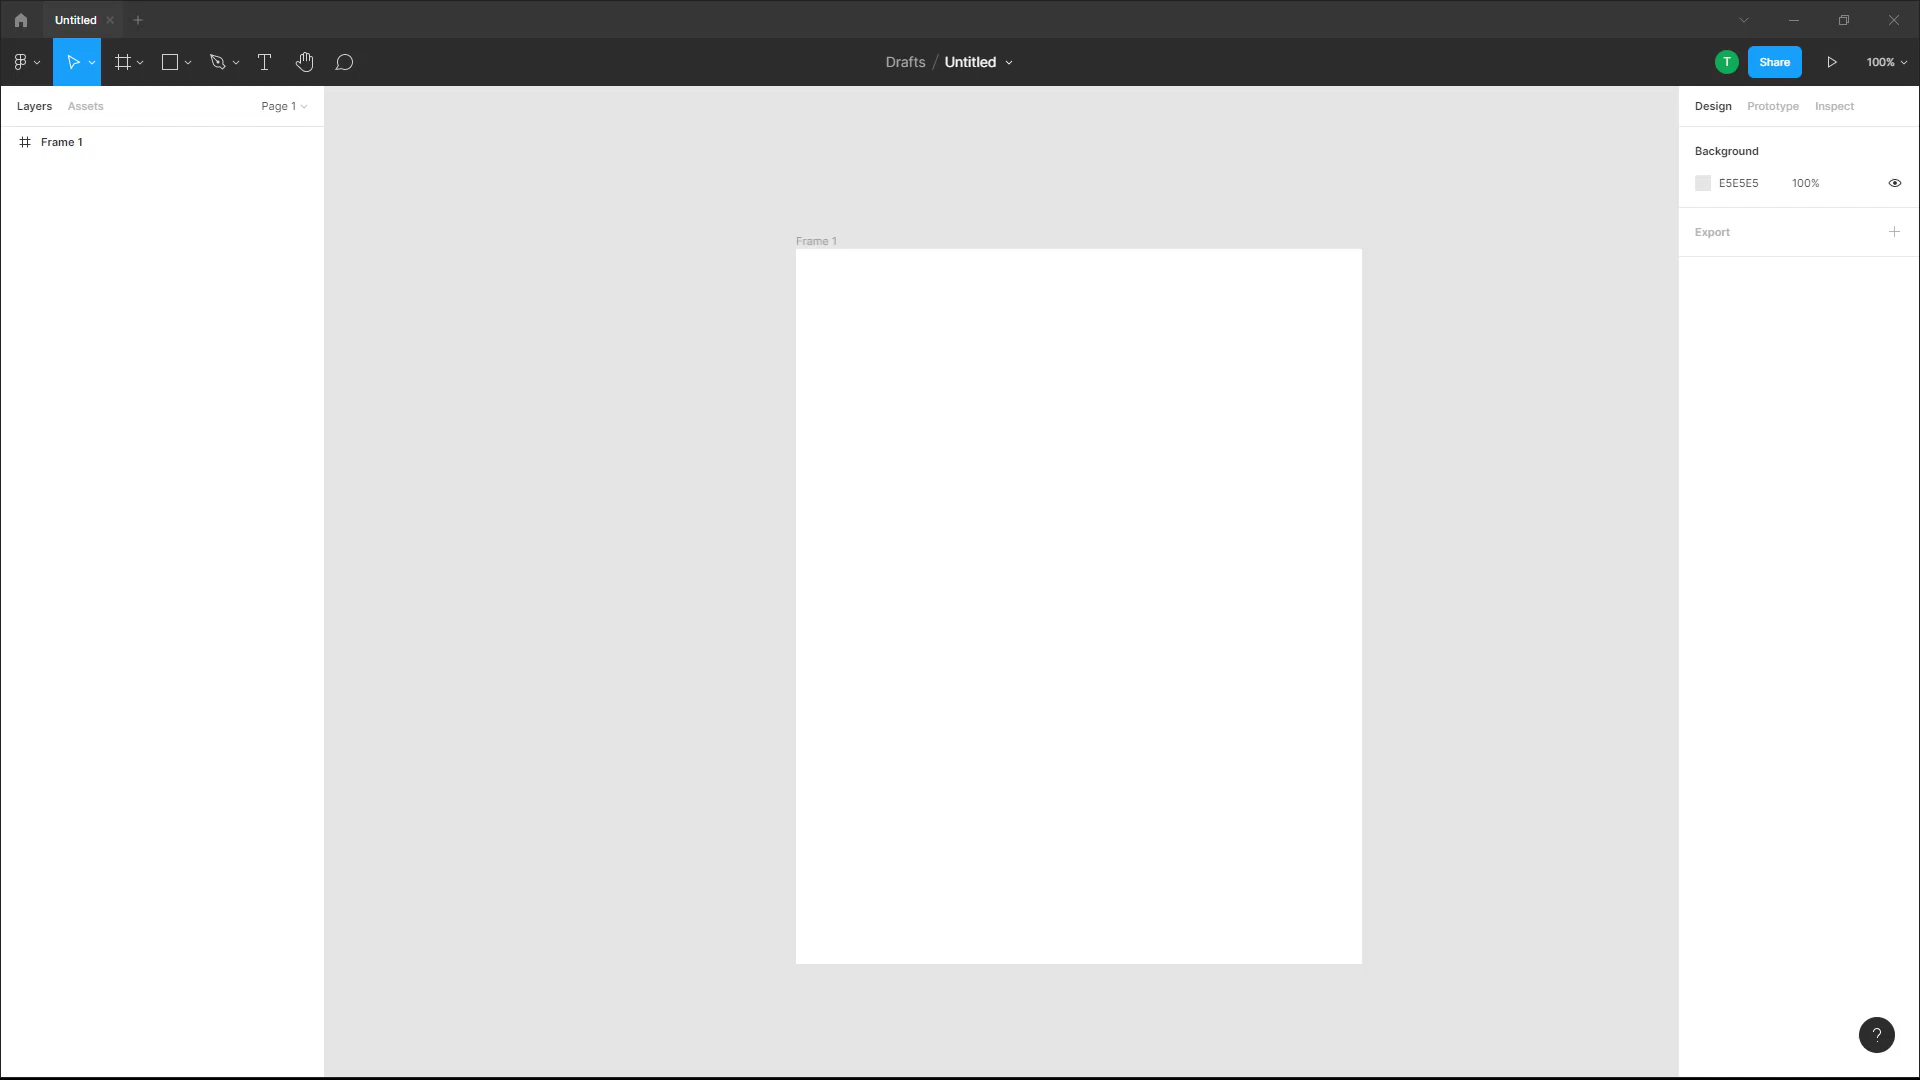 Untitled
Drafts / Untitled
T
Share
100%
Layers
Assets
Page 1
Design
Prototype
Inspect
Frame 1
Background
E5E5E5
100%
Export
Frame 1
?